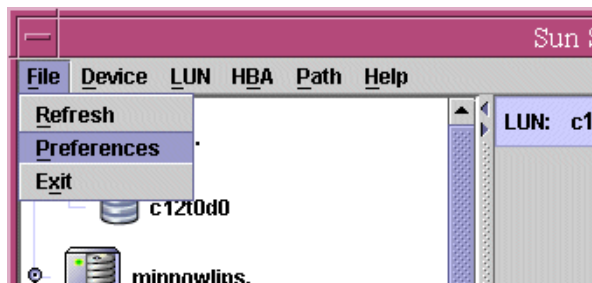 Sun S
File Device LUN HBA Path Help
Refresh
LUN: c1
Preferences
Exit
c12t0d0
minnowlips.